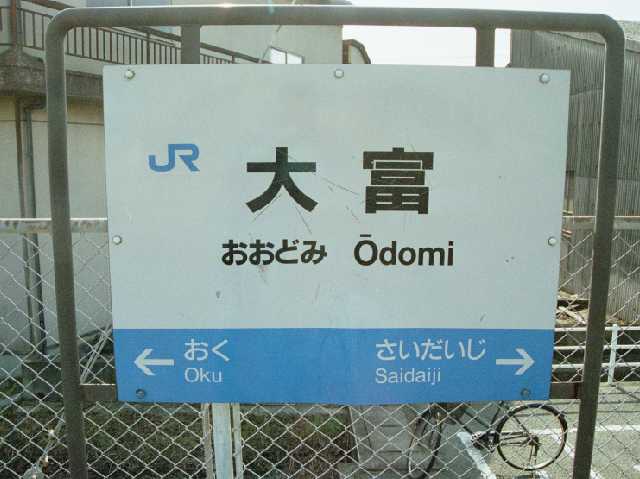 JR
大富
おおどみ Ōdomi
← おく さいだいじ →
Oku Saidaiji